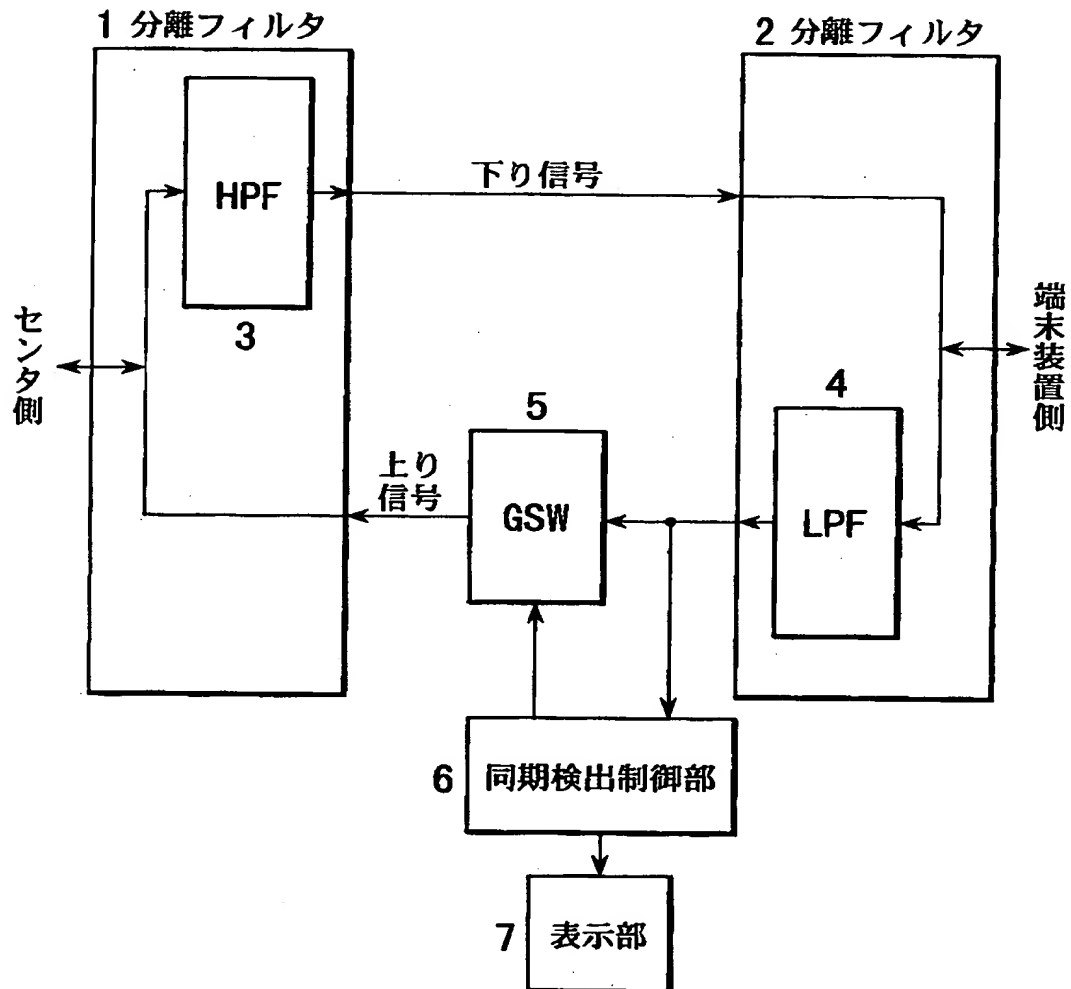 1 分離フィルタ
2 分離フィルタ
HPF
3
下り信号
センタ側
端末装置側
4
LPF
5
GSW
上り
信号
6 同期検出制御部
7 表示部